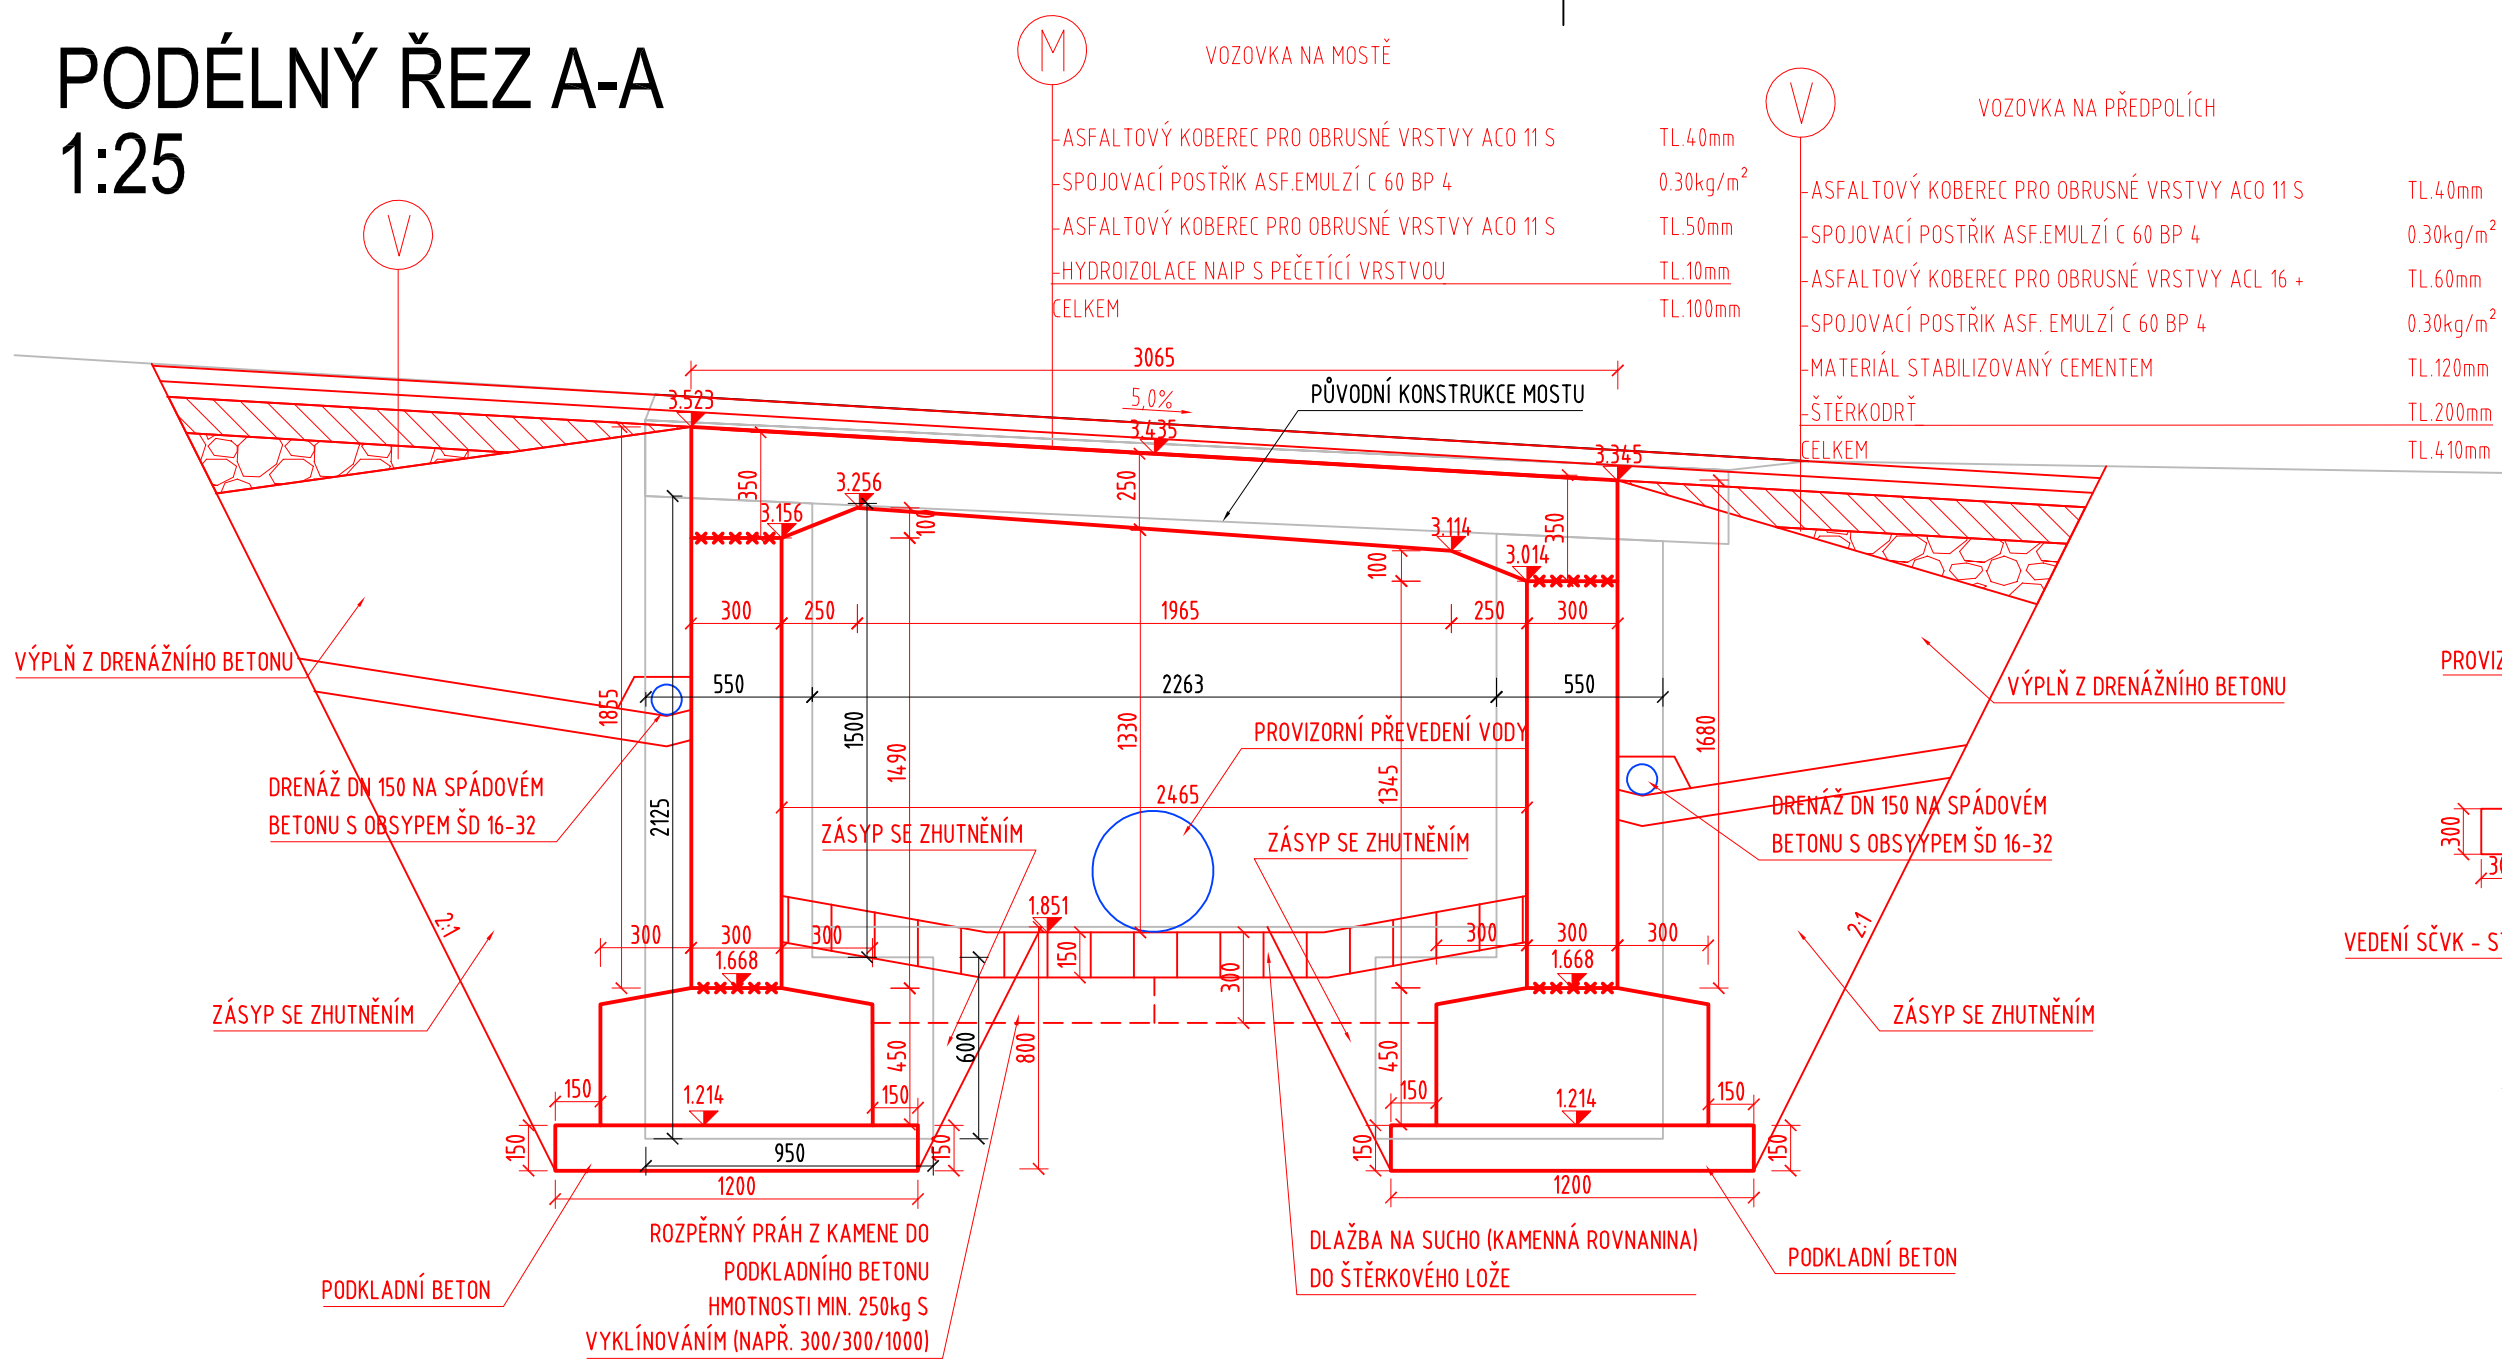 PODÉLNÝ ŘEZ A-A
1:25
M
VOZOVKA NA MOSTĚ
ASFALTOVÝ KOBEREC PRO OBRUSNÉ VRSTVY ACO 11 S TL.40mm
SPOJOVACÍ POSTŘIK ASF.EMULZÍ C 60 BP 4 0.30kg/m²
ASFALTOVÝ KOBEREC PRO OBRUSNÉ VRSTVY ACO 11 S TL.50mm
HYDROIZOLACE NAIP S PEČETÍCÍ VRSTVOU TL.10mm
CELKEM TL.100mm
V
VOZOVKA NA PŘEDPOLÍCH
ASFALTOVÝ KOBEREC PRO OBRUSNÉ VRSTVY ACO 11 S TL.40mm
SPOJOVACÍ POSTŘIK ASF.EMULZÍ C 60 BP 4 0.30kg/m²
ASFALTOVÝ KOBEREC PRO OBRUSNÉ VRSTVY ACL 16 + TL.60mm
SPOJOVACÍ POSTŘIK ASF. EMULZÍ C 60 BP 4 0.30kg/m²
MATERIÁL STABILIZOVANÝ CEMENTEM TL.120mm
ŠTĚRKODRŤ TL.200mm
CELKEM TL.410mm
V
3065
3.523
5,0%
PŮVODNÍ KONSTRUKCE MOSTU
3.435
3.345
350
3.256
250
100
3.156
3.114
350
100
3.014
300 250 1965 250 300
VÝPLŇ Z DRENÁŽNÍHO BETONU
VÝPLŇ Z DRENÁŽNÍHO BETONU
550 2263 550
1855
1500
1330
1680
PROVIZORNÍ PŘEVEDENÍ VODY
1490
1345
DRENÁŽ DN 150 NA SPÁDOVÉM
BETONU S OBSYPEM ŠD 16-32
2125
2465
ZÁSYP SE ZHUTNĚNÍM
ZÁSYP SE ZHUTNĚNÍM
DRENÁŽ DN 150 NA SPÁDOVÉM
BETONU S OBSYYPEM ŠD 16-32
300
2:1
1.851
2:1
300 300 300
150
300
300 300 300
1.668
1.668
VEDENÍ SČVK -
ZÁSYP SE ZHUTNĚNÍM
ZÁSYP SE ZHUTNĚNÍM
450
600
800
450
150
1.214
150
150
1.214
150
150
950
150
150
150
1200
1200
ROZPĚRNÝ PRÁH Z KAMENE DO
PODKLADNÍHO BETONU
HMOTNOSTI MIN. 250kg S
VYKLÍNOVÁNÍM (NAPŘ. 300/300/1000)
PODKLADNÍ BETON
DLAŽBA NA SUCHO (KAMENNÁ ROVNANINA)
DO ŠTĚRKOVÉHO LOŽE
PODKLADNÍ BETON